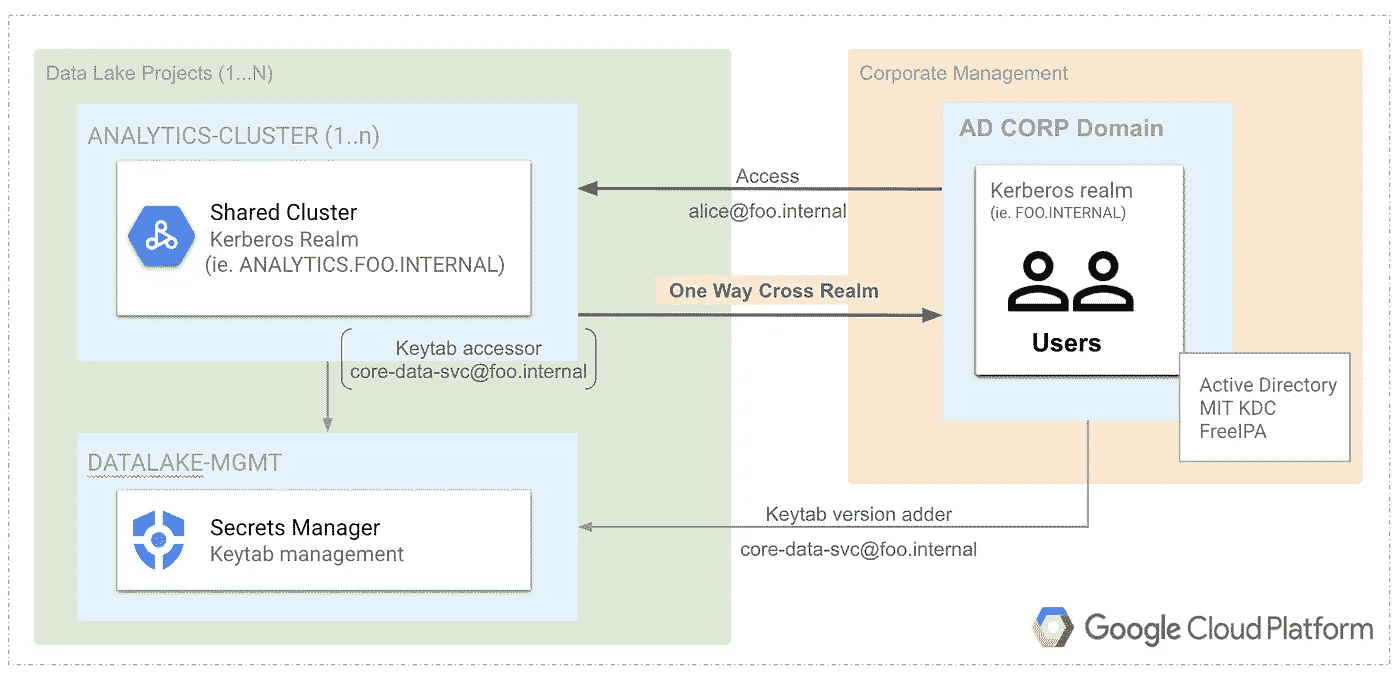 Data Lake Projects (1...N)
ANALYTICS-CLUSTER (1..n)
Shared Cluster
Kerberos Realm
(ie. ANALYTICS.FOO.INTERNAL)
Access
alice@foo.internal
One Way Cross Realm
Keytab accessor
core-data-svc@foo.internal
DATALAKE-MGMT
Secrets Manager
Keytab management
Corporate Management
AD CORP Domain
Kerberos realm
(ie. FOO.INTERNAL)
Users
Active Directory
MIT KDC
FreeIPA
Keytab version adder
core-data-svc@foo.internal
Google Cloud Platform